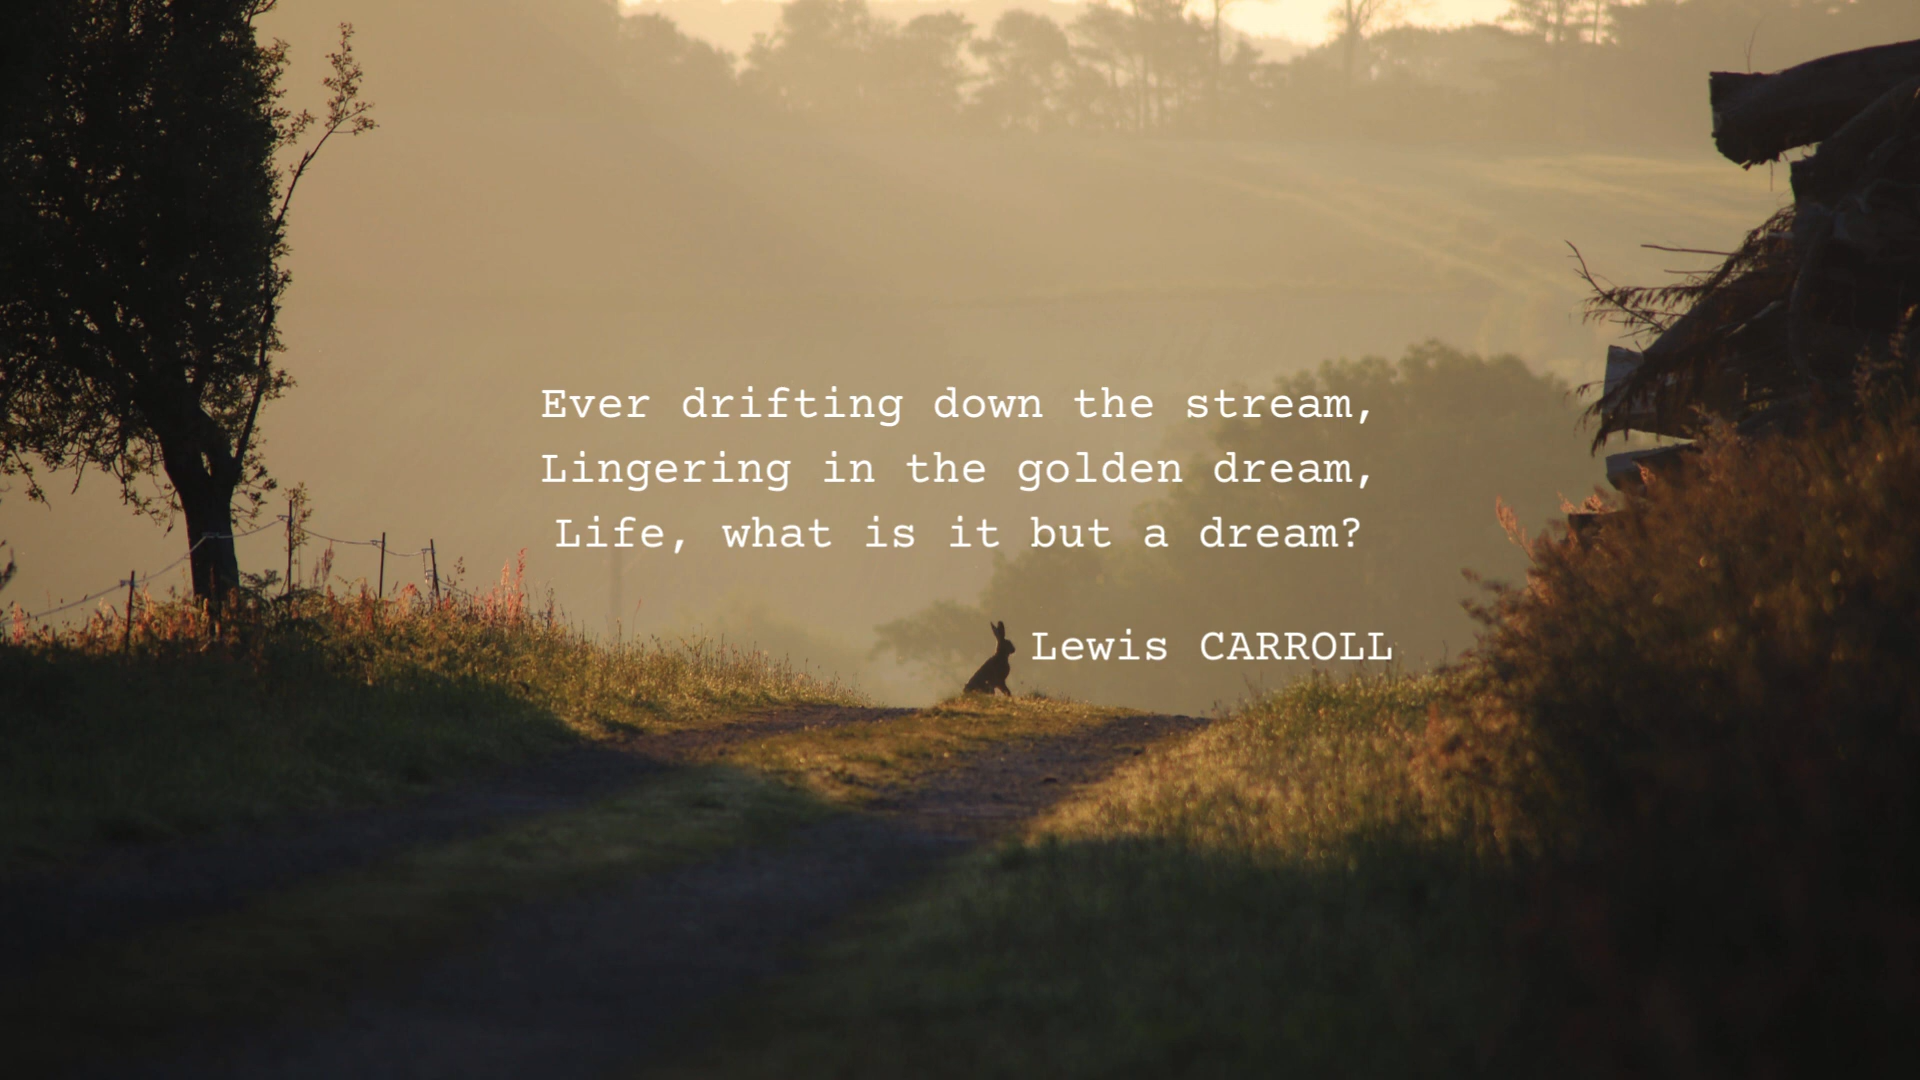 Ever drifting down the stream,
Lingering in the golden dream,
Life, what is it but a dream?
Lewis CARROLL